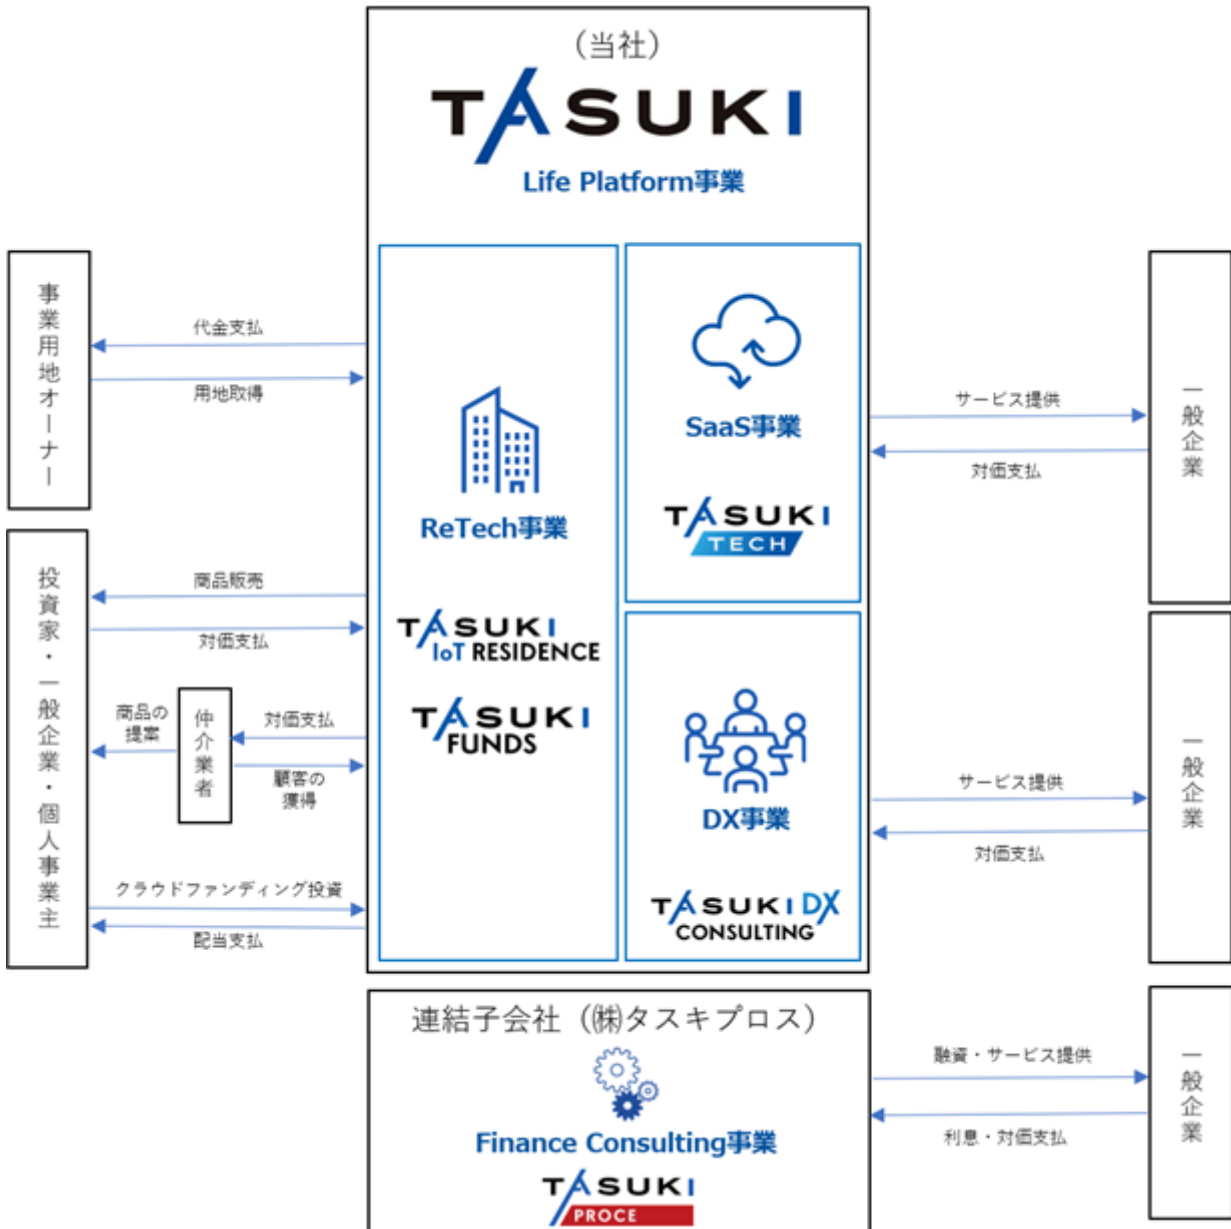 （当社）
TASUKI
Life Platform事業
事業用地オーナー
代金支払
用地取得
投資家・一般企業・個人事業主
商品販売
対価支払
仲介業者
商品の
提案
対価支払
顧客の
獲得
クラウドファンディング投資
配当支払
ReTech事業
TASUKI
IoT RESIDENCE
TASUKI
FUNDS
SaaS事業
TASUKI
TECH
サービス提供
対価支払
一般企業
DX事業
TASUKI DX
CONSULTING
サービス提供
対価支払
一般企業
連結子会社（㈱タスキプロス）
Finance Consulting事業
TASUKI
PROCE
融資・サービス提供
利息・対価支払
一般企業